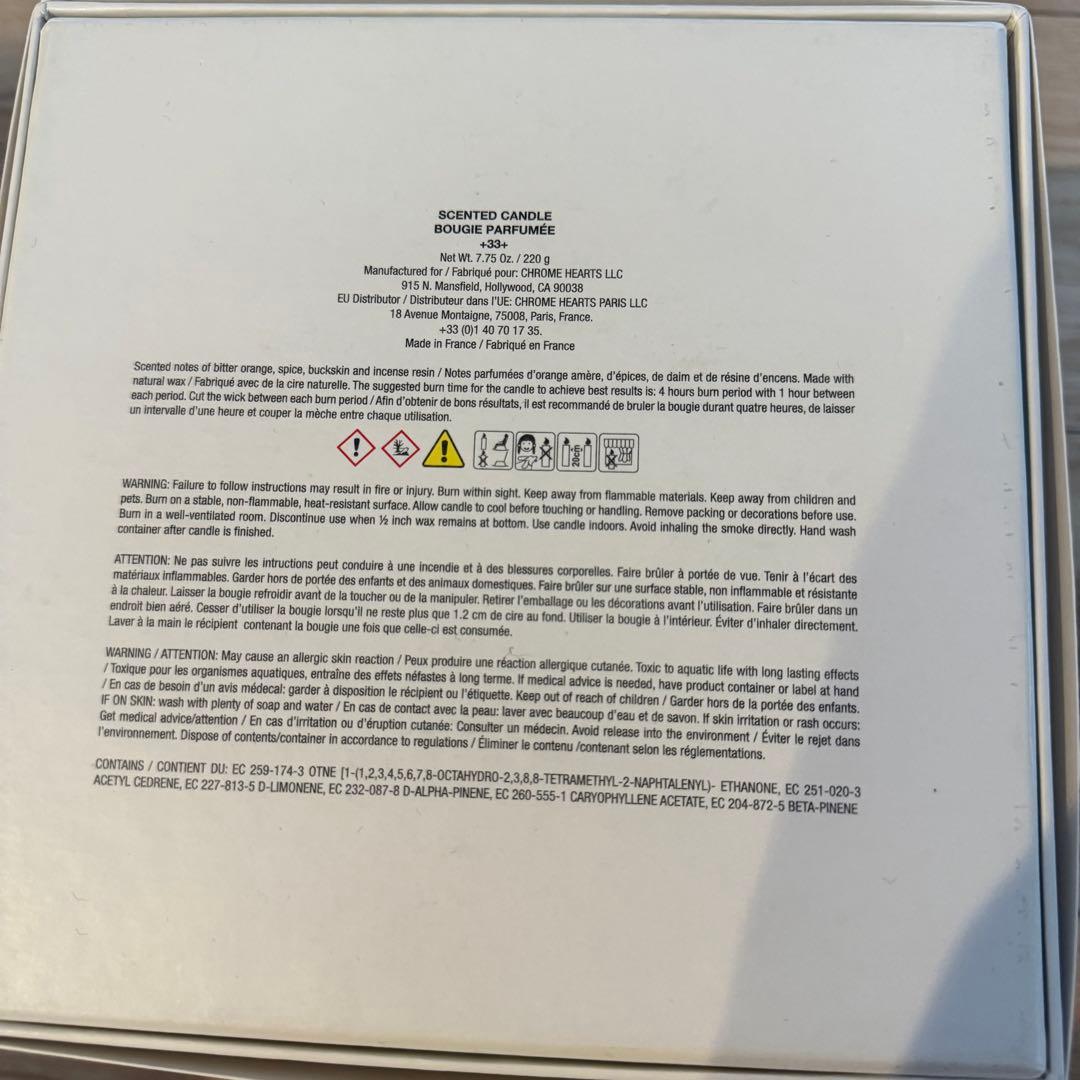 SCENTED CANDLE
BOUGIE PARFUMÉE
+33+
Net Wt. 7.75 Oz. / 220 g
Manufactured for / Fabriqué pour: CHROME HEARTS LLC
915 N. Mansfield, Hollywood, CA 90038
EU Distributor / Distributeur dans l'UE: CHROME HEARTS PARIS LLC
18 Avenue Montaigne, 75008, Paris, France.
+33 (0)1 40 70 17 35.
Made in France / Fabriqué en France
Scented notes of bitter orange, spice, buckskin and incense resin / Notes parfumées d'orange amère, d'épices, de daim et de résine d'encens. Made with
natural wax / Fabriqué avec de la cire naturelle. The suggested burn time for the candle to achieve best results is: 4 hours burn period with 1 hour between
each period. Cut the wick between each burn period / Afin d'obtenir de bons résultats, il est recommandé de bruler la bougie durant quatre heures, de laisser
un intervalle d'une heure et couper la mèche entre chaque utilisation.
20cm
WARNING: Failure to follow instructions may result in fire or injury. Burn within sight. Keep away from flammable materials. Keep away from children and
pets. Burn on a stable, non-flammable, heat-resistant surface. Allow candle to cool before touching or handling. Remove packing or decorations before use.
Burn in a well-ventilated room. Discontinue use when ½ inch wax remains at bottom. Use candle indoors. Avoid inhaling the smoke directly. Hand wash
container after candle is finished.
ATTENTION: Ne pas suivre les intructions peut conduire à une incendie et à des blessures corporelles. Faire brûler à portée de vue. Tenir à l'écart des
matériaux inflammables. Garder hors de portée des enfants et des animaux domestiques. Faire brûler sur une surface stable, non inflammable et résistante
à la chaleur. Laisser la bougie refroidir avant de la toucher ou de la manipuler. Retirer l'emballage ou les décorations avant l'utilisation. Faire brûler dans un
endroit bien aéré. Cesser d'utiliser la bougie lorsqu'il ne reste plus que 1.2 cm de cire au fond. Utiliser la bougie à l'intérieur. Éviter d'inhaler directement.
Laver à la main le récipient contenant la bougie une fois que celle-ci est consumée.
WARNING / ATTENTION: May cause an allergic skin reaction / Peux produire une réaction allergique cutanée. Toxic to aquatic life with long lasting effects
/ Toxique pour les organismes aquatiques, entraîne des effets néfastes à long terme. If medical advice is needed, have product container or label at hand
/ En cas de besoin d'un avis médecal: garder à disposition le récipient ou l'étiquette. Keep out of reach of children / Garder hors de la portée des enfants.
IF ON SKIN: wash with plenty of soap and water / En cas de contact avec la peau: laver avec beaucoup d'eau et de savon. If skin irritation or rash occurs:
Get medical advice/attention / En cas d'irritation ou d'éruption cutanée: Consulter un médecin. Avoid release into the environment / Éviter le rejet dans
l'environnement. Dispose of contents/container in accordance to regulations / Éliminer le contenu /contenant selon les réglementations.
CONTAINS / CONTIENT DU: EC 259-174-3 OTNE [1-(1,2,3,4,5,6,7,8-OCTAHYDRO-2,3,8,8-TETRAMETHYL-2-NAPHTALENYL)- ETHANONE, EC 251-020-3
ACETYL CEDRENE, EC 227-813-5 D-LIMONENE, EC 232-087-8 D-ALPHA-PINENE, EC 260-555-1 CARYOPHYLLENE ACETATE, EC 204-872-5 BETA-PINENE